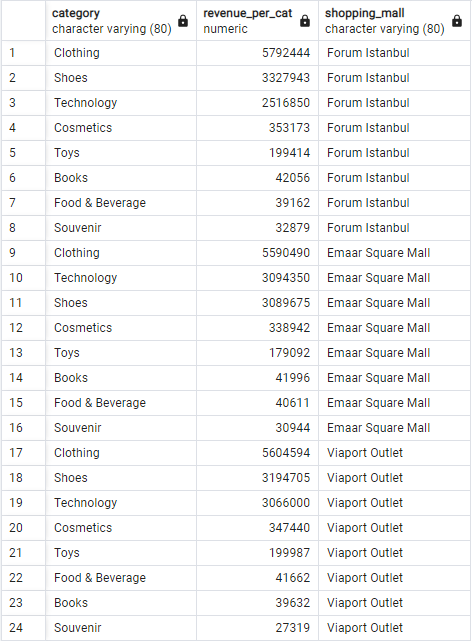 category revenue_per_cat shopping_mall
character varying (80) numeric character varying (80)
1 Clothing 5792444 Forum Istanbul
2 Shoes 3327943 Forum Istanbul
3 Technology 2516850 Forum Istanbul
4 Cosmetics 353173 Forum Istanbul
5 Toys 199414 Forum Istanbul
6 Books 42056 Forum Istanbul
7 Food & Beverage 39162 Forum Istanbul
8 Souvenir 32879 Forum Istanbul
9 Clothing 5590490 Emaar Square Mall
10 Technology 3094350 Emaar Square Mall
11 Shoes 3089675 Emaar Square Mall
12 Cosmetics 338942 Emaar Square Mall
13 Toys 179092 Emaar Square Mall
14 Books 41996 Emaar Square Mall
15 Food & Beverage 40611 Emaar Square Mall
16 Souvenir 30944 Emaar Square Mall
17 Clothing 5604594 Viaport Outlet
18 Shoes 3194705 Viaport Outlet
19 Technology 3066000 Viaport Outlet
20 Cosmetics 347440 Viaport Outlet
21 Toys 199987 Viaport Outlet
22 Food & Beverage 41662 Viaport Outlet
23 Books 39632 Viaport Outlet
24 Souvenir 27319 Viaport Outlet